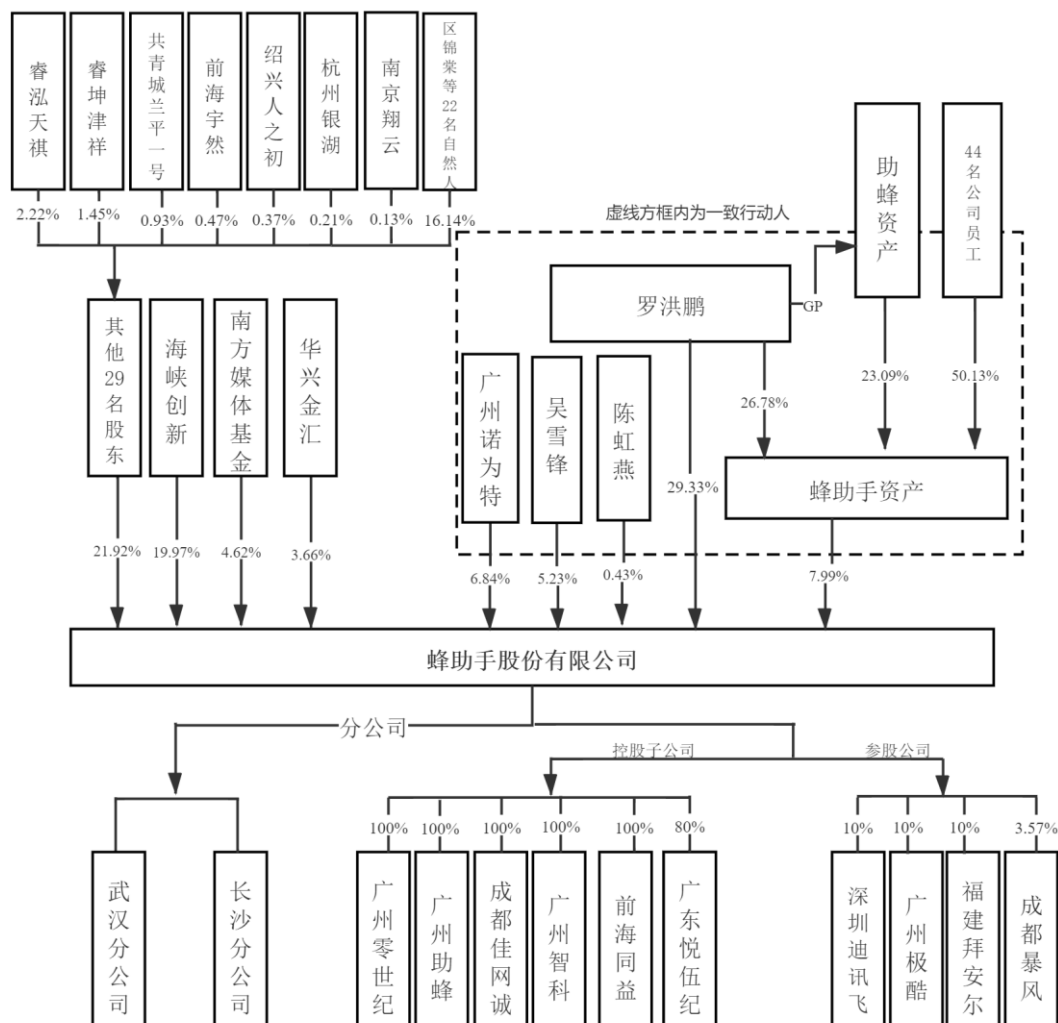 睿泓天祺
睿坤津祥
共青城兰平一号
前海宇然
绍兴人之初
杭州银湖
南京翔云
区锦棠等22名自然人
助蜂资产
44名公司员工
2.22%
1.45%
0.93%
0.47%
0.37%
0.21%
0.13%
16.14%
虚线方框内为一致行动人
罗洪鹏
GP
其他29名股东
海峡创新
南方媒体基金
华兴金汇
广州诺为特
吴雪锋
陈虹燕
26.78%
23.09%
50.13%
29.33%
蜂助手资产
21.92%
19.97%
4.62%
3.66%
6.84%
5.23%
0.43%
7.99%
蜂助手股份有限公司
分公司
控股子公司
参股公司
100%
100%
100%
100%
100%
80%
10%
10%
10%
3.57%
武汉分公司
长沙分公司
广州零世纪
广州助蜂
成都佳网诚
广州智科
前海同益
广东悦伍纪
深圳迪讯飞
广州极酷
福建拜安尔
成都暴风